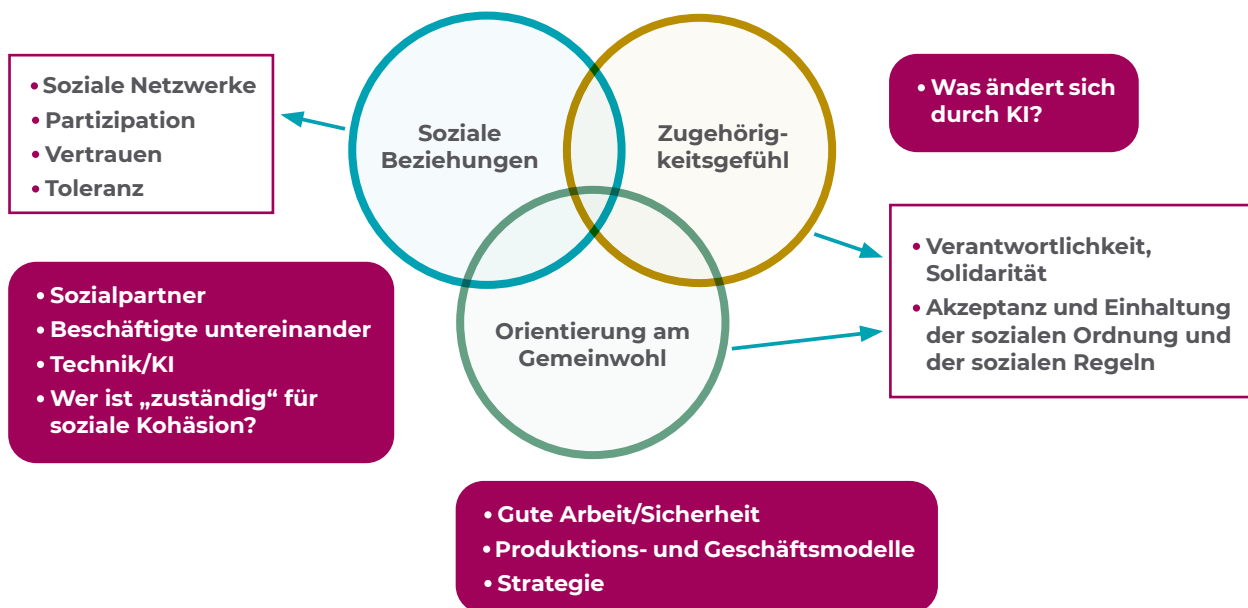 • Soziale Netzwerke
• Partizipation
• Vertrauen
• Toleranz
Soziale
Beziehungen
Zugehörig-
keitsgefühl
• Was ändert sich
durch KI?
• Verantwortlichkeit,
Solidarität
• Akzeptanz und Einhaltung
der sozialen Ordnung und
der sozialen Regeln
• Sozialpartner
• Beschäftigte untereinander
• Technik/KI
• Wer ist „zuständig“ für
soziale Kohäsion?
Orientierung am
Gemeinwohl
• Gute Arbeit/Sicherheit
• Produktions- und Geschäftsmodelle
• Strategie